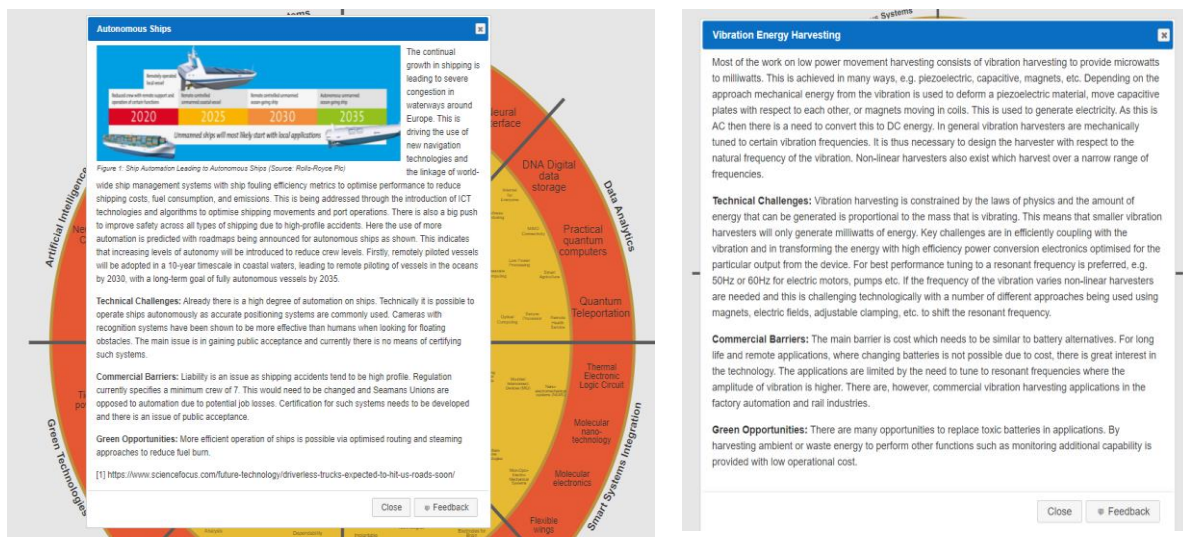 Autonomous Ships
Remotely operated
local vessel
Reduced crew with remote support and
operation of certain functions
Remote controlled
unmanned coastal vessel
Remote controlled unmanned
ocean-going ship
Autonomous unmanned
ocean-going ship
2020
2025
2030
2035
Unmanned ships will most likely start with local applications
Figure 1: Ship Automation Leading to Autonomous Ships (Source: Rolls-Royce Plc)
The continual
growth in shipping is
leading to severe
congestion in
waterways around
Europe. This is
driving the use of
new navigation
technologies and
the linkage of world-
wide ship management systems with ship fouling efficiency metrics to optimise performance to reduce
shipping costs, fuel consumption, and emissions. This is being addressed through the introduction of ICT
technologies and algorithms to optimise shipping movements and port operations. There is also a big push
to improve safety across all types of shipping due to high-profile accidents. Here the use of more
automation is predicted with roadmaps being announced for autonomous ships as shown. This indicates
that increasing levels of autonomy will be introduced to reduce crew levels. Firstly, remotely piloted vessels
will be adopted in a 10-year timescale in coastal waters, leading to remote piloting of vessels in the oceans
by 2030, with a long-term goal of fully autonomous vessels by 2035.
Technical Challenges: Already there is a high degree of automation on ships. Technically it is possible to
operate ships autonomously as accurate positioning systems are commonly used. Cameras with
recognition systems have been shown to be more effective than humans when looking for floating
obstacles. The main issue is in gaining public acceptance and currently there is no means of certifying
such systems.
Commercial Barriers: Liability is an issue as shipping accidents tend to be high profile. Regulation
currently specifies a minimum crew of 7. This would need to be changed and Seamans Unions are
opposed to automation due to potential job losses. Certification for such systems needs to be developed
and there is an issue of public acceptance.
Green Opportunities: More efficient operation of ships is possible via optimised routing and steaming
approaches to reduce fuel burn.
[1] https://www.sciencefocus.com/future-technology/driverless-trucks-expected-to-hit-us-roads-soon/
Close
Feedback
Artificial Intelligence
Green Technologies
DNA Digital
data
storage
Practical
quantum
computers
Quantum
Teleportation
Thermal
Electronic
Logic Circuit
Molecular
nano-
technology
Molecular
electronics
Flexible
wings
Data Analytics
Smart Systems Integration
Systems
Vibration Energy Harvesting
Most of the work on low power movement harvesting consists of vibration harvesting to provide microwatts
to milliwatts. This is achieved in many ways, e.g. piezoelectric, capacitive, magnets, etc. Depending on the
approach mechanical energy from the vibration is used to deform a piezoelectric material, move capacitive
plates with respect to each other, or magnets moving in coils. This is used to generate electricity. As this is
AC then there is a need to convert this to DC energy. In general vibration harvesters are mechanically
tuned to certain vibration frequencies. It is thus necessary to design the harvester with respect to the
natural frequency of the vibration. Non-linear harvesters also exist which harvest over a narrow range of
frequencies.
Technical Challenges: Vibration harvesting is constrained by the laws of physics and the amount of
energy that can be generated is proportional to the mass that is vibrating. This means that smaller vibration
harvesters will only generate milliwatts of energy. Key challenges are in efficiently coupling with the
vibration and in transforming the energy with high efficiency power conversion electronics optimised for the
particular output from the device. For best performance tuning to a resonant frequency is preferred, e.g.
50Hz or 60Hz for electric motors, pumps etc. If the frequency of the vibration varies non-linear harvesters
are needed and this is challenging technologically with a number of different approaches being used using
magnets, electric fields, adjustable clamping, etc. to shift the resonant frequency.
Commercial Barriers: The main barrier is cost which needs to be similar to battery alternatives. For long
life and remote applications, where changing batteries is not possible due to cost, there is great interest in
the technology. The applications are limited by the need to tune to resonant frequencies where the
amplitude of vibration is higher. There are, however, commercial vibration harvesting applications in the
factory automation and rail industries.
Green Opportunities: There are many opportunities to replace toxic batteries in applications. By
harvesting ambient or waste energy to perform other functions such as monitoring additional capability is
provided with low operational cost.
Close
Feedback